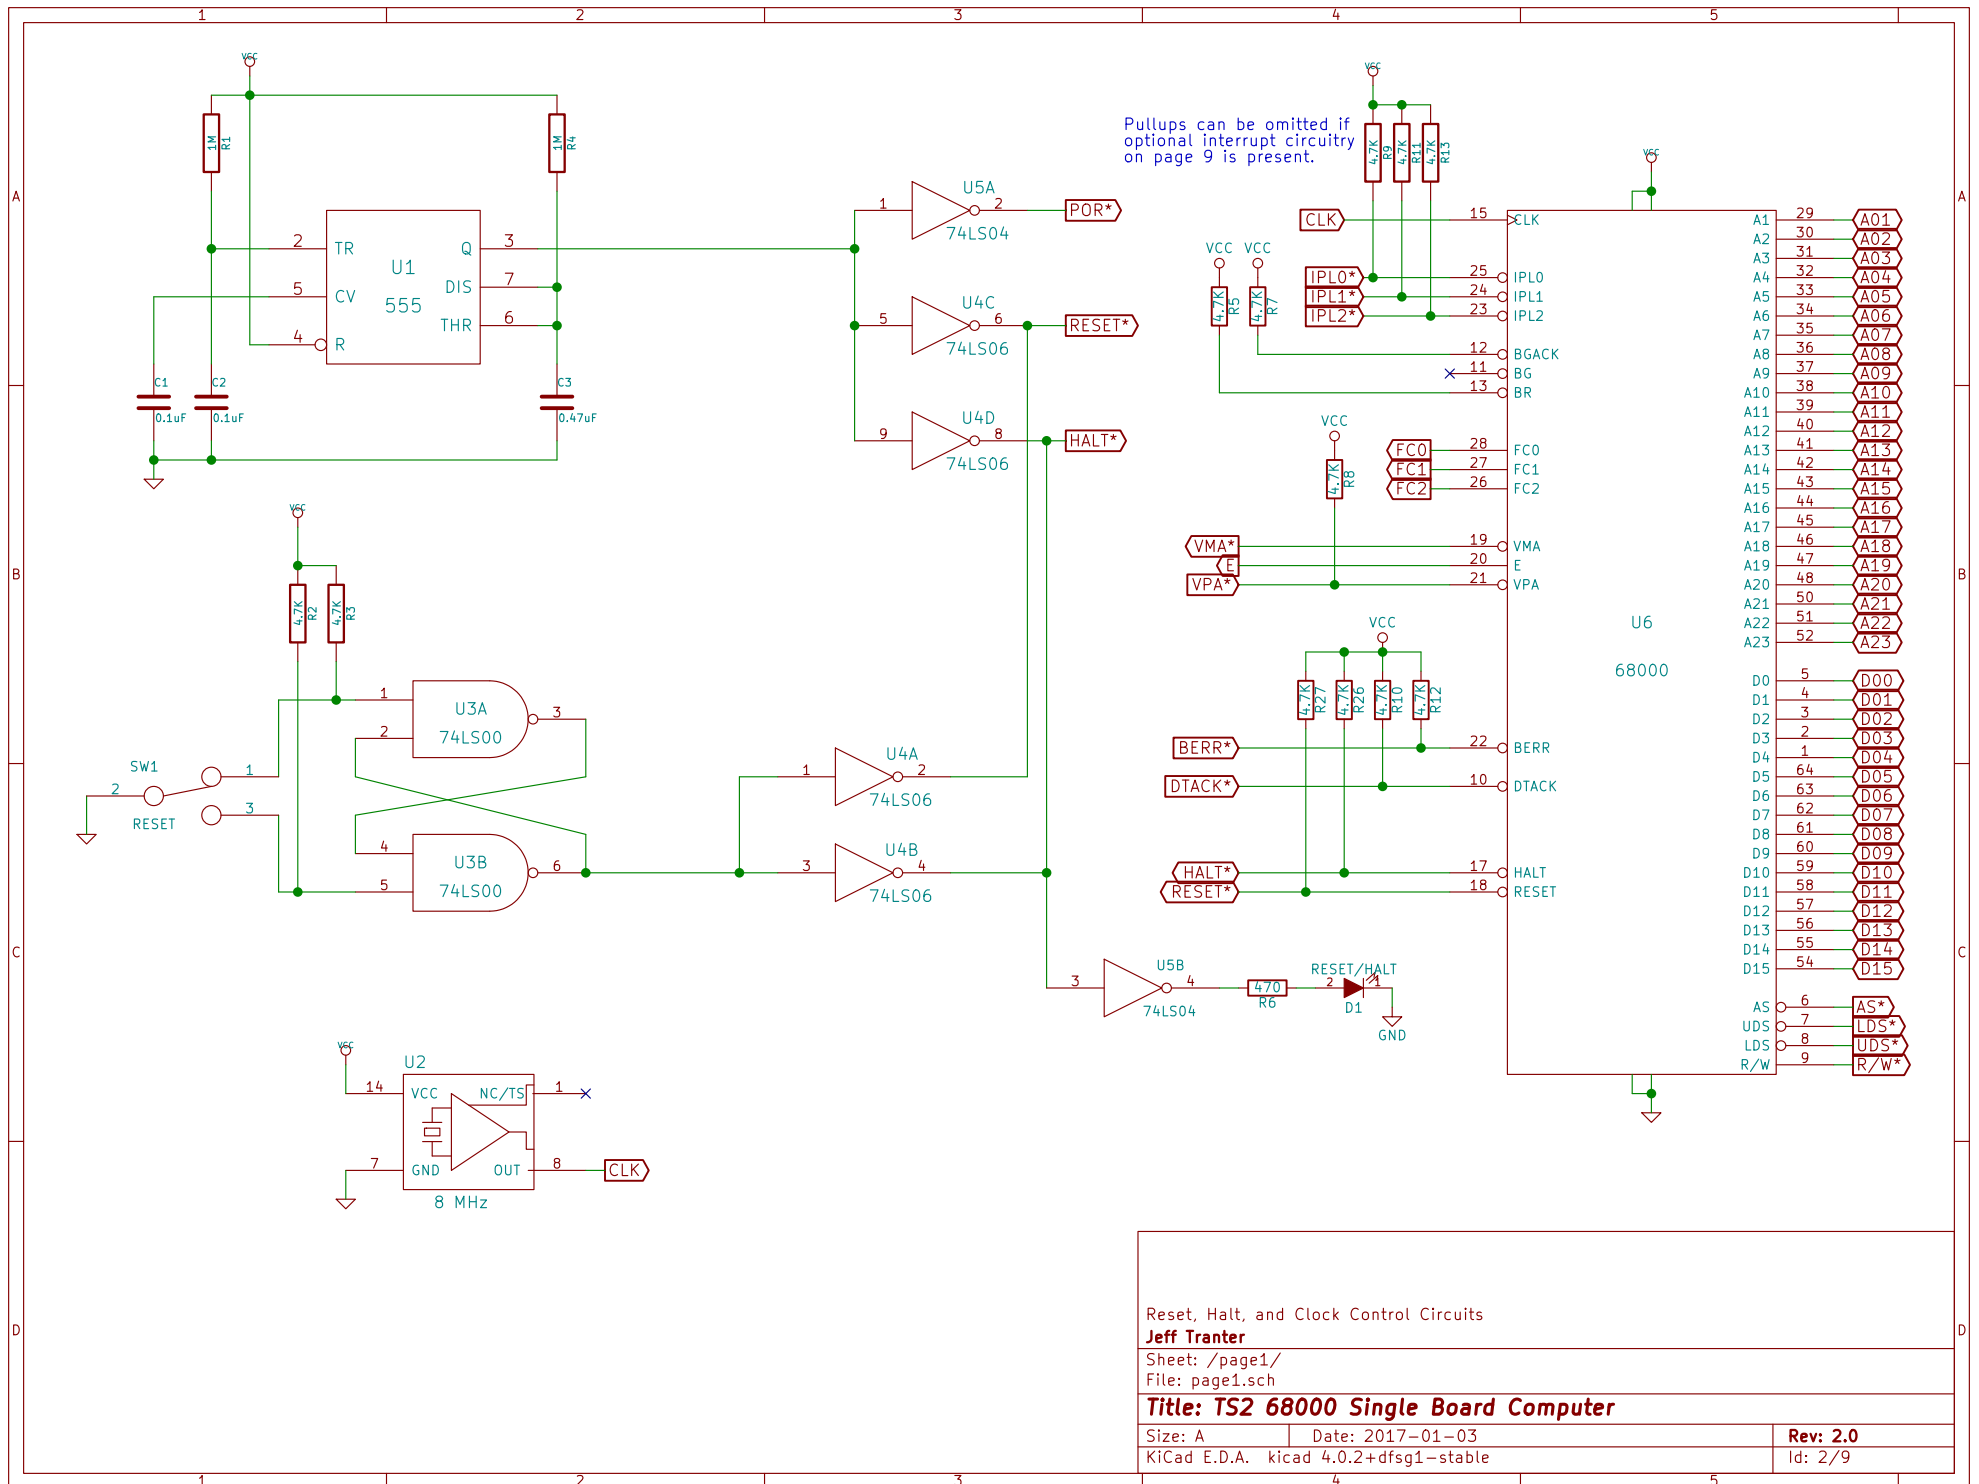 1 2 3 4 5
A
B
C
D
A
B
C
D
1 2 3 4 5
VCC
1M R1
1M R4
2 TR
5 CV
4 R
U1
555
Q 3
DIS 7
THR 6
C1
0.1uF
C2
0.1uF
C3
0.47uF
VCC
4.7K R2
4.7K R3
SW1
2
1
3
RESET
1
2
3
U3A
74LS00
4
5
6
U3B
74LS00
VCC
U2
14 VCC
NC/TS 1
7 GND
OUT 8
8 MHz
CLK
1 U5A 2
74LS04
POR*
5 U4C 6
74LS06
RESET*
9 U4D 8
74LS06
HALT*
1 U4A 2
74LS06
3 U4B 4
74LS06
3 U5B 4
74LS04
470
R6
RESET/HALT
2 1
D1
GND
Pullups can be omitted if
optional interrupt circuitry
on page 9 is present.
VCC
4.7K R9
4.7K R11
4.7K R13
VCC
4.7K R5
VCC
4.7K R7
VCC
4.7K R8
VCC
4.7K R27
4.7K R26
4.7K R10
4.7K R12
VCC
U6
68000
CLK 15 CLK
IPL0* 25 IPL0
IPL1* 24 IPL1
IPL2* 23 IPL2
12 BGACK
11 BG
13 BR
FC0 28 FC0
FC1 27 FC1
FC2 26 FC2
VMA* 19 VMA
E 20 E
VPA* 21 VPA
BERR* 22 BERR
DTACK* 10 DTACK
HALT* 17 HALT
RESET* 18 RESET
A1 29 A01
A2 30 A02
A3 31 A03
A4 32 A04
A5 33 A05
A6 34 A06
A7 35 A07
A8 36 A08
A9 37 A09
A10 38 A10
A11 39 A11
A12 40 A12
A13 41 A13
A14 42 A14
A15 43 A15
A16 44 A16
A17 45 A17
A18 46 A18
A19 47 A19
A20 48 A20
A21 50 A21
A22 51 A22
A23 52 A23
D0 5 D00
D1 4 D01
D2 3 D02
D3 2 D03
D4 1 D04
D5 64 D05
D6 63 D06
D7 62 D07
D8 61 D08
D9 60 D09
D10 59 D10
D11 58 D11
D12 57 D12
D13 56 D13
D14 55 D14
D15 54 D15
AS 6 AS*
UDS 7 LDS*
LDS 8 UDS*
R/W 9 R/W*
Reset, Halt, and Clock Control Circuits
Jeff Tranter
Sheet: /page1/
File: page1.sch
Title: TS2 68000 Single Board Computer
Size: A Date: 2017-01-03 Rev: 2.0
KiCad E.D.A. kicad 4.0.2+dfsg1-stable Id: 2/9